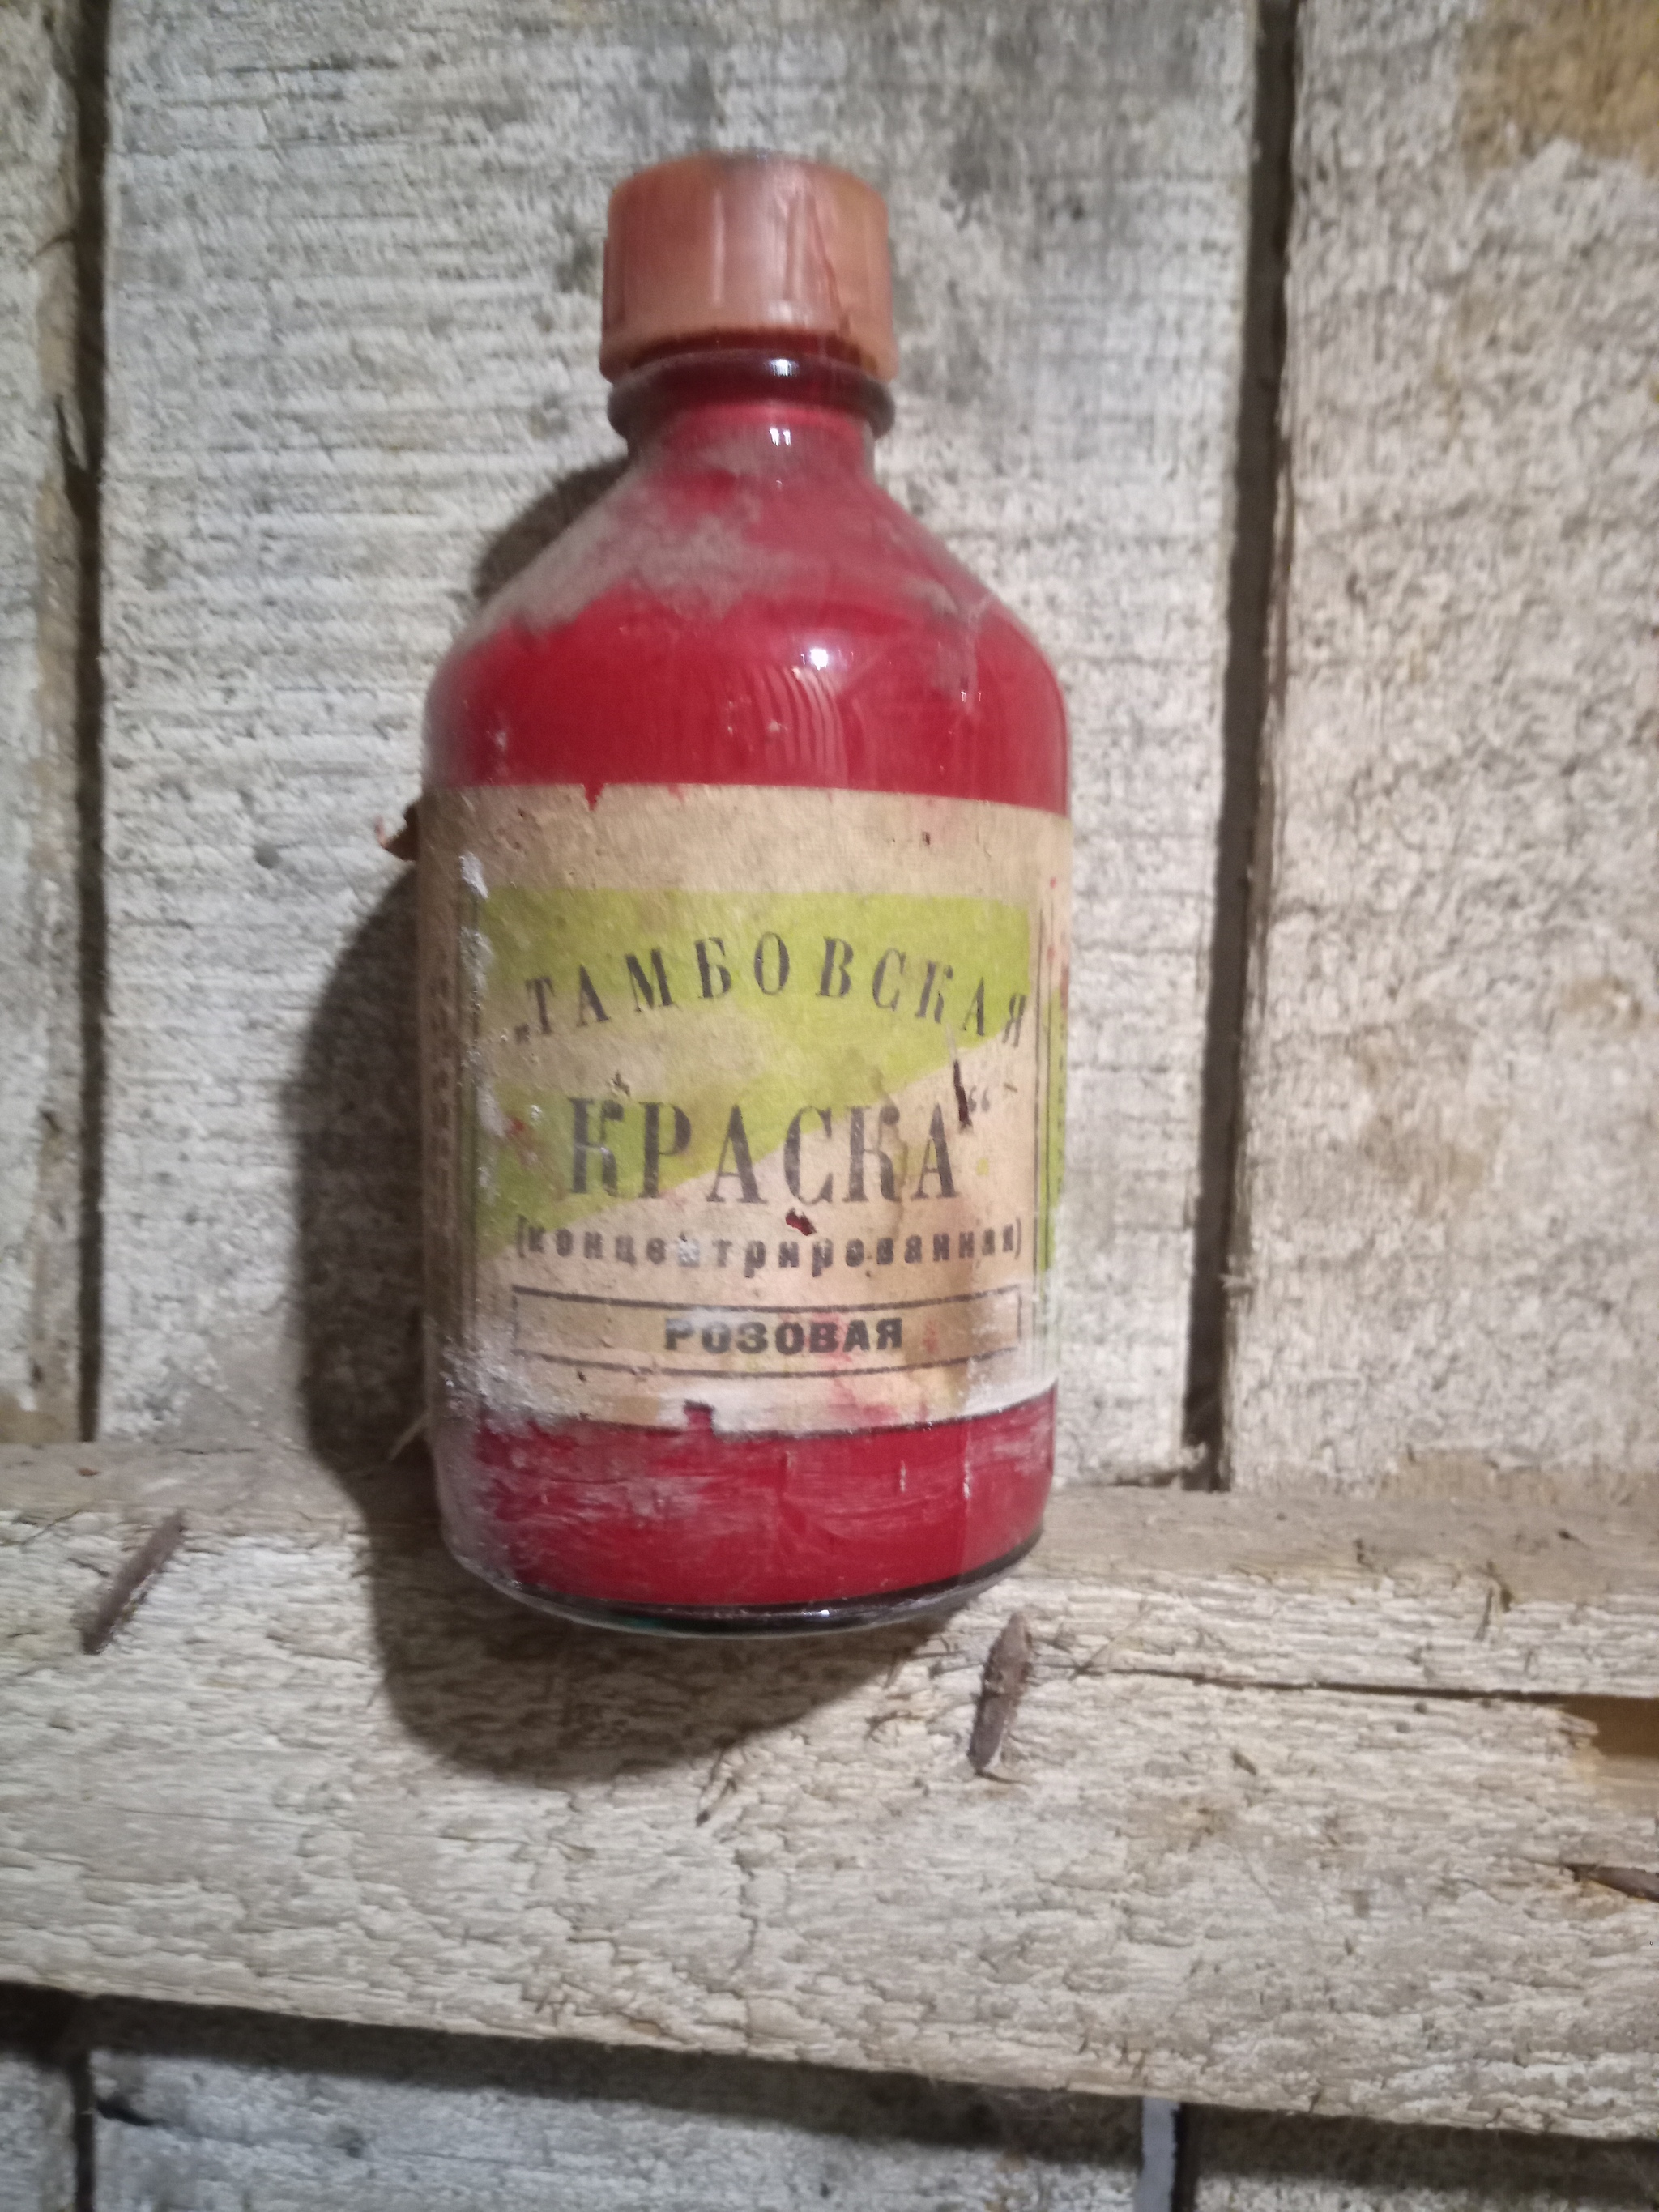 „ТАМБОВСКАЯ
КРАСКА“
(концентрированная)
РОЗОВАЯ